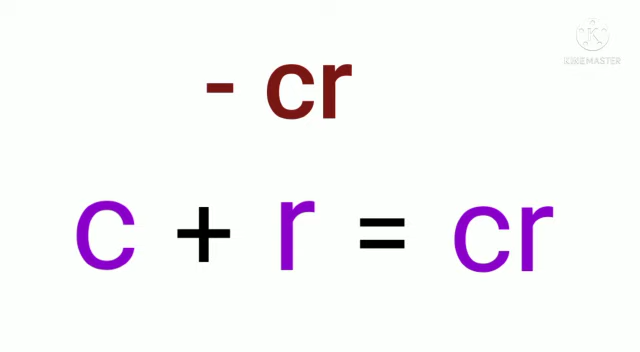 KINEMASTER
- cr
c + r = cr